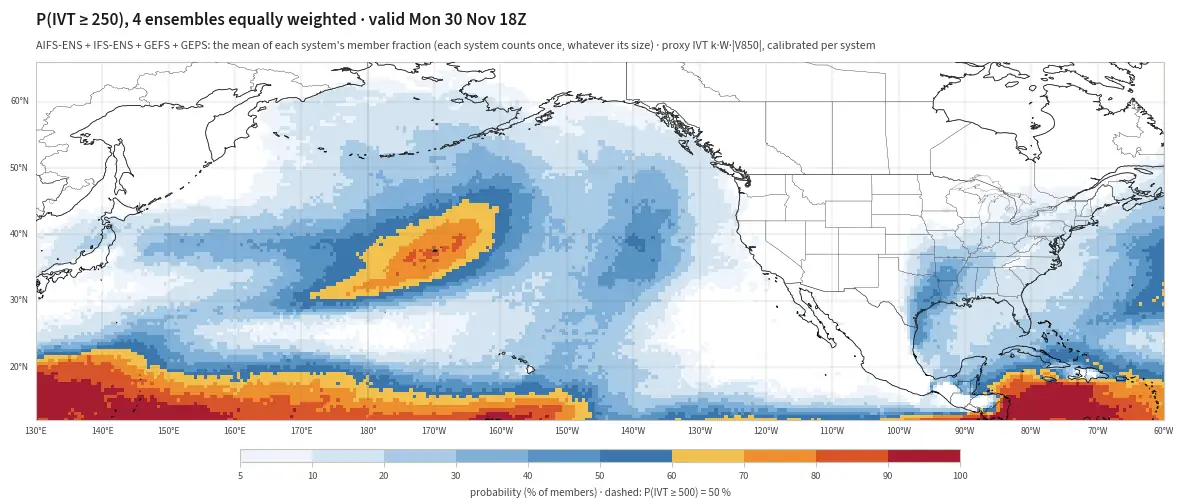 P(IVT ≥ 250), 4 ensembles equally weighted · valid Mon 30 Nov 18Z
AIFS-ENS + IFS-ENS + GEFS + GEPS: the mean of each system's member fraction (each system counts once, whatever its size) · proxy IVT k·W·|V850|, calibrated per system
60°N
50°N
40°N
30°N
20°N
130°E 140°E 150°E 160°E 170°E 180° 170°W 160°W 150°W 140°W 130°W 120°W 110°W 100°W 90°W 80°W 70°W 60°W
5 10 20 30 40 50 60 70 80 90 100
probability (% of members) · dashed: P(IVT ≥ 500) = 50 %